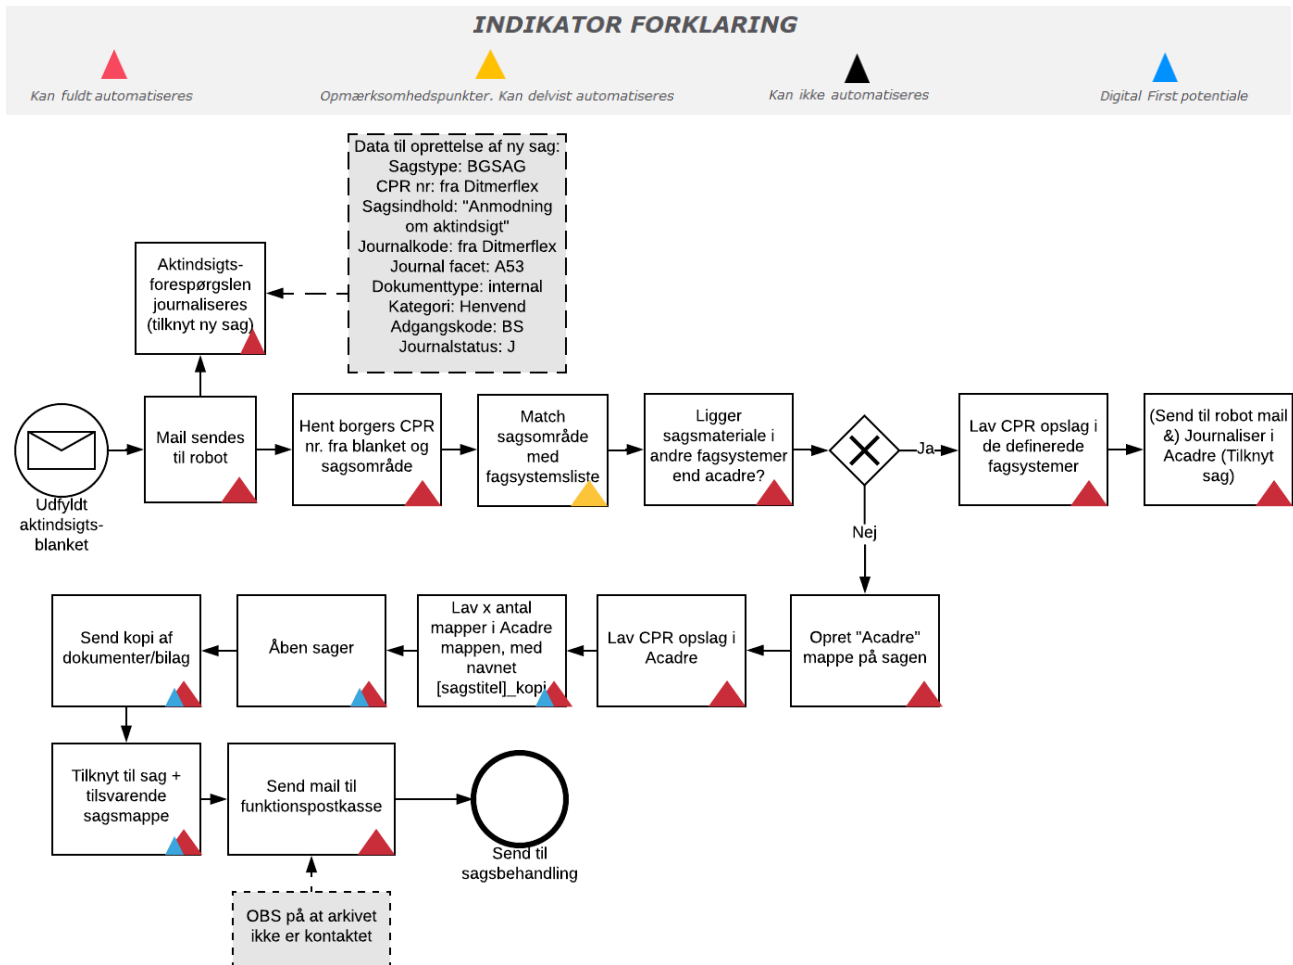 INDIKATOR FORKLARING
Kan fuldt automatiseres
Opmærksomhedspunkter. Kan delvist automatiseres
Kan ikke automatiseres
Digital First potentiale
Data til oprettelse af ny sag:
Sagstype: BGSAG
CPR nr: fra Ditmerflex
Sagsindhold: "Anmodning
om aktindsigt"
Journalkode: fra Ditmerflex
Journal facet: A53
Dokumenttype: internal
Kategori: Henvend
Adgangskode: BS
Journalstatus: J
Aktindsigts-
forespørgslen
journaliseres
(tilknyt ny sag)
Udfyldt
aktindsigts-
blanket
Mail sendes
til robot
Hent borgers CPR
nr. fra blanket og
sagsområde
Match
sagsområde
med
fagsystemsliste
Ligger
sagsmateriale i
andre fagsystemer
end acadre?
Ja
Nej
Lav CPR opslag i
de definerede
fagsystemer
(Send til robot mail
&) Journaliser i
Acadre (Tilknyt
sag)
Opret "Acadre"
mappe på sagen
Lav CPR opslag i
Acadre
Lav x antal
mapper i Acadre
mappen, med
navnet
[sagstitel]_kopi
Åben sager
Send kopi af
dokumenter/bilag
Tilknyt til sag +
tilsvarende
sagsmappe
Send mail til
funktionspostkasse
Send til
sagsbehandling
OBS på at arkivet
ikke er kontaktet